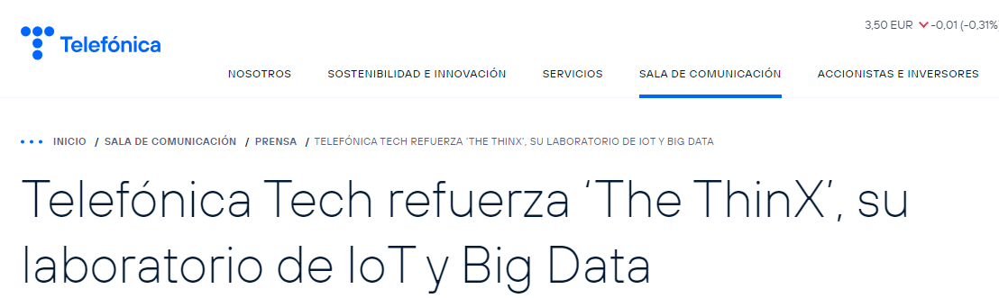 3,50 EUR -0,01 (-0,31%
Telefónica
NOSOTROS SOSTENIBILIDAD E INNOVACIÓN SERVICIOS SALA DE COMUNICACIÓN ACCIONISTAS E INVERSORES
INICIO / SALA DE COMUNICACIÓN / PRENSA / TELEFÓNICA TECH REFUERZA ‘THE THINX’, SU LABORATORIO DE IOT Y BIG DATA
Telefónica Tech refuerza ‘The ThinX’, su
laboratorio de IoT y Big Data